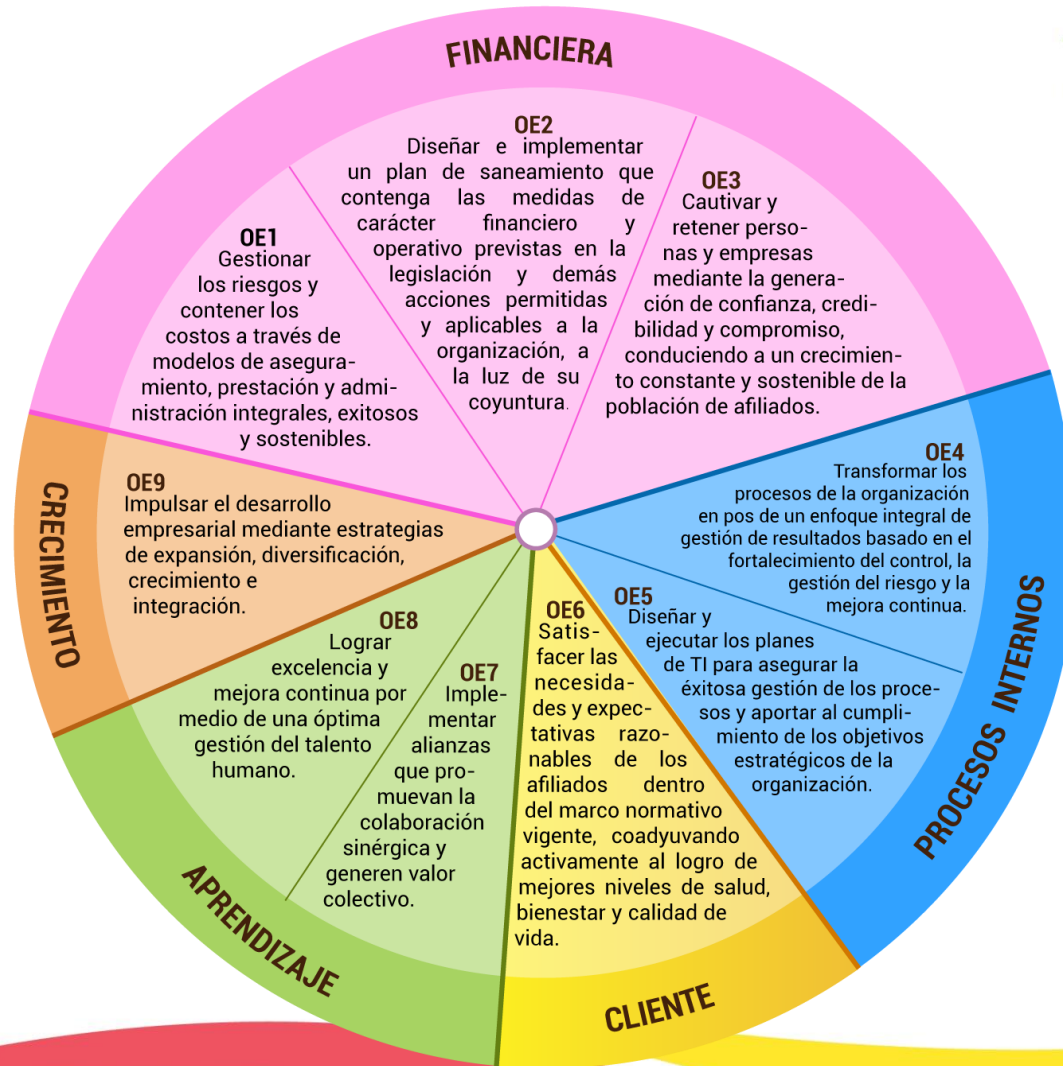 FINANCIERA
OE1
Gestionar
los riesgos y
contener los
costos a través de
modelos de asegura-
miento, prestación y admi-
nistración integrales, exitosos
y sostenibles.
OE2
Diseñar e implementar
un plan de saneamiento que
contenga las medidas de
carácter financiero y
operativo previstas en la
legislación y demás
acciones permitidas
y aplicables a la
organización, a
la luz de su
coyuntura.
OE3
Cautivar y
retener perso-
nas y empresas
mediante la genera-
ción de confianza, credi-
bilidad y compromiso,
conduciendo a un crecimien-
to constante y sostenible de la
población de afiliados.
PROCESOS INTERNOS
OE4
Transformar los
procesos de la organización
en pos de un enfoque integral de
gestión de resultados basado en el
fortalecimiento del control, la
gestión del riesgo y la
mejora continua.
OE5
Diseñar y
ejecutar los planes
de TI para asegurar la
éxitosa gestión de los proce-
sos y aportar al cumpli-
miento de los objetivos
estratégicos de la
organización.
CLIENTE
OE6
Satis-
facer las
necesida-
des y expec-
tativas razo-
nables de los
afiliados dentro
del marco normativo
vigente, coadyuvando
activamente al logro de
mejores niveles de salud,
bienestar y calidad de
vida.
APRENDIZAJE
OE7
Imple-
mentar
alianzas
que pro-
muevan la
colaboración
sinérgica y
generen valor
colectivo.
OE8
Lograr
excelencia y
mejora continua por
medio de una óptima
gestión del talento
humano.
CRECIMIENTO
OE9
Impulsar el desarrollo
empresarial mediante estrategias
de expansión, diversificación,
crecimiento e
integración.